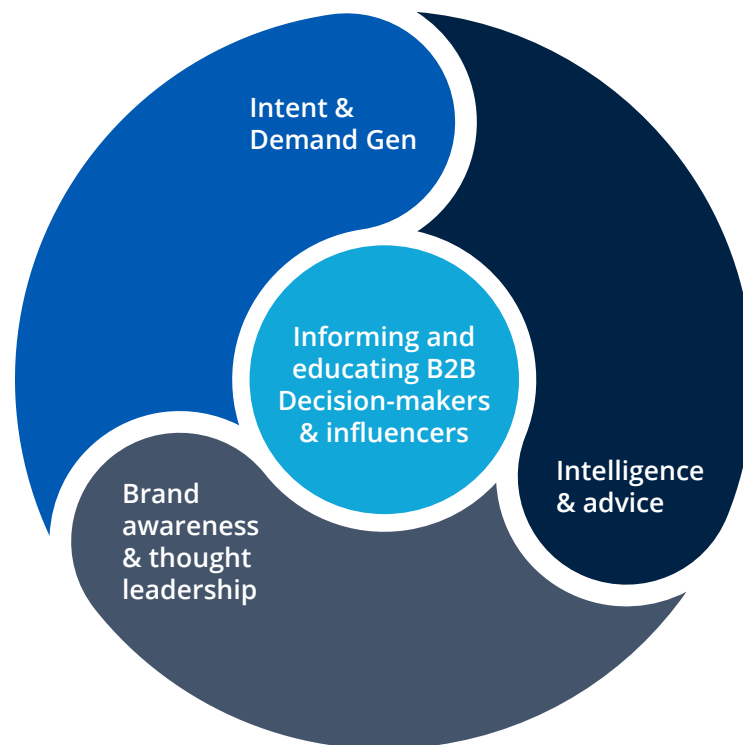 Intent &
Demand Gen
Informing and
educating B2B
Decision-makers
& influencers
Intelligence
& advice
Brand
awareness
& thought
leadership